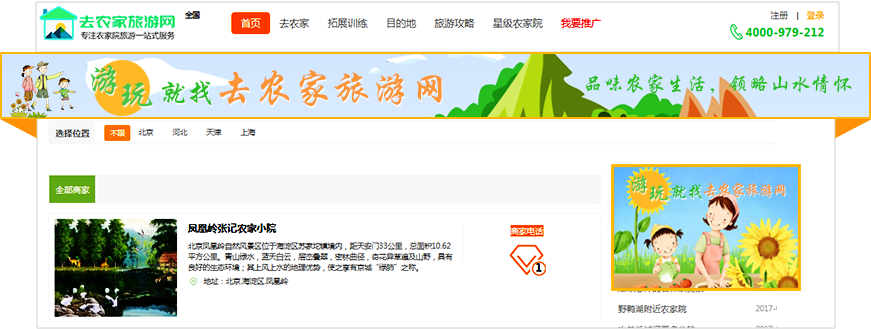 去农家旅游网
专注农家院旅游一站式服务
全国
首页 去农家 拓展训练 目的地 旅游攻略 星级农家院 我要推广
注册 | 登录
4000-979-212
游玩就找去农家旅游网
品味农家生活，领略山水情怀
选择位置 不限 北京 河北 天津 上海
全部商家
凤凰岭张记农家小院
北京凤凰岭自然风景区位于海淀区苏家坨镇境内，距天安门33公里，总面积10.62
平方公里。青山绿水，蓝天白云，层峦叠翠，密林曲径，奇花异草遍及山野，具有
良好的生态环境；其上风上水的地理优势，使之享有京城“绿肺”之称。
地址：北京 海淀区 凤凰岭
商家电话
1
游玩就找去农家旅游网
野鸭湖附近农家院 2017-